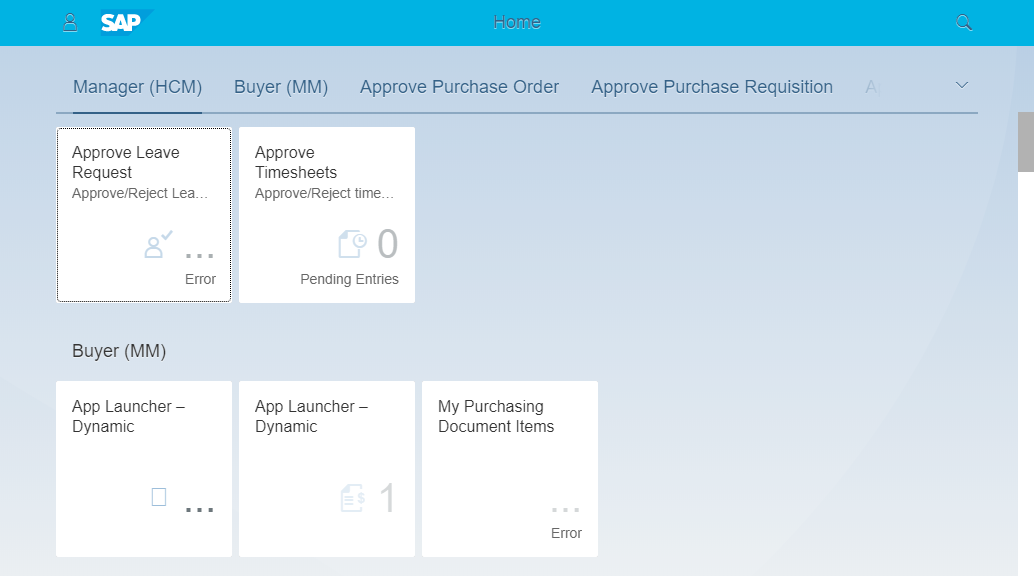 SAP
Home
Manager (HCM) Buyer (MM) Approve Purchase Order Approve Purchase Requisition
Approve Leave
Request
Approve/Reject Lea...
...
Error
Approve
Timesheets
Approve/Reject time...
0
Pending Entries
Buyer (MM)
App Launcher –
Dynamic
...
App Launcher –
Dynamic
$ 1
My Purchasing
Document Items
...
Error